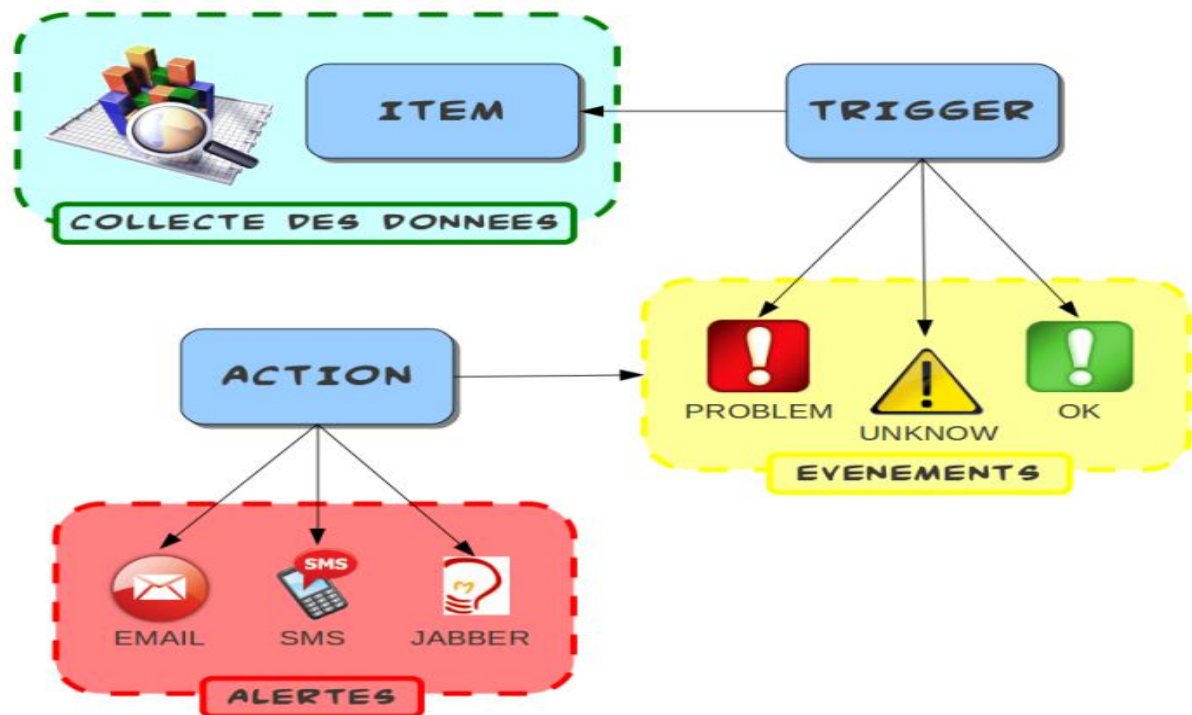 ITEM
TRIGGER
COLLECTE DES DONNEES
ACTION
PROBLEM
UNKNOW
OK
EVENEMENTS
SMS
EMAIL
SMS
JABBER
ALERTES